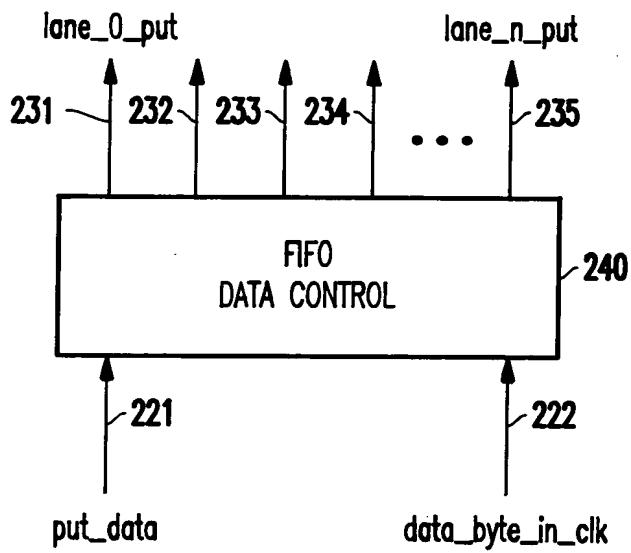 lane_0_put lane_n_put
231 232 233 234 235
FIFO
DATA CONTROL
240
221 222
put_data data_byte_in_clk